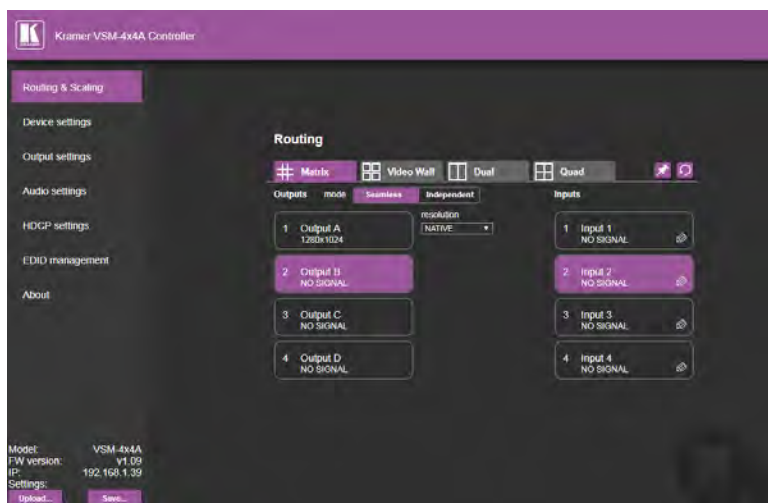 Kramer VSM-4x4A Controller
Routing & Scaling
Device settings
Output settings
Audio settings
HDCP settings
EDID management
About
Model: VSM-4x4A
FW version: v1.09
IP: 192.168.1.39
Settings:
Upload... Save...
Routing
Matrix Video Wall Dual Quad
Outputs mode Seamless Independent Inputs
resolution
NATIVE
1 Output A
1280x1024
2 Output B
NO SIGNAL
3 Output C
NO SIGNAL
4 Output D
NO SIGNAL
1 Input 1
NO SIGNAL
2 Input 2
NO SIGNAL
3 Input 3
NO SIGNAL
4 Input 4
NO SIGNAL